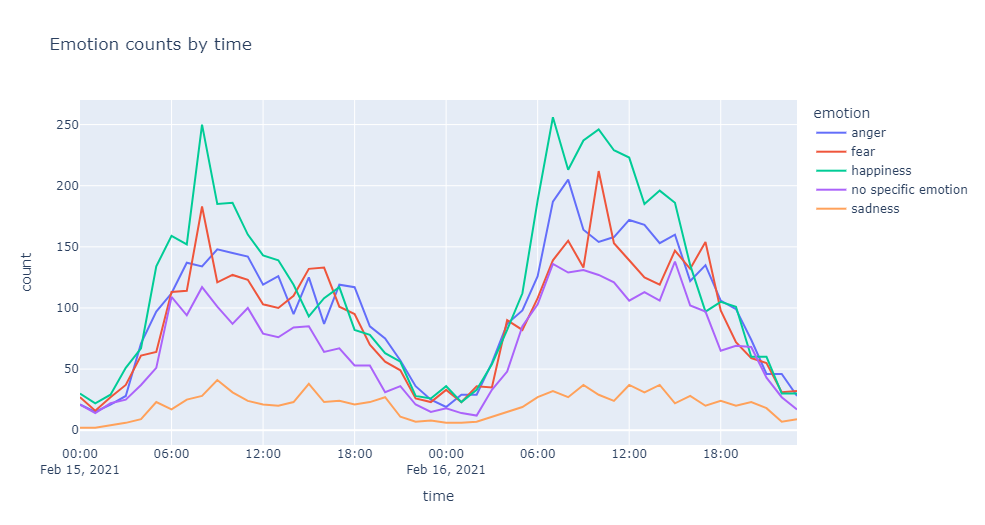 Emotion counts by time
emotion
anger
fear
happiness
no specific emotion
sadness
count
250
200
150
100
50
0
00:00 06:00 12:00 18:00 00:00 06:00 12:00 18:00
Feb 15, 2021 Feb 16, 2021
time